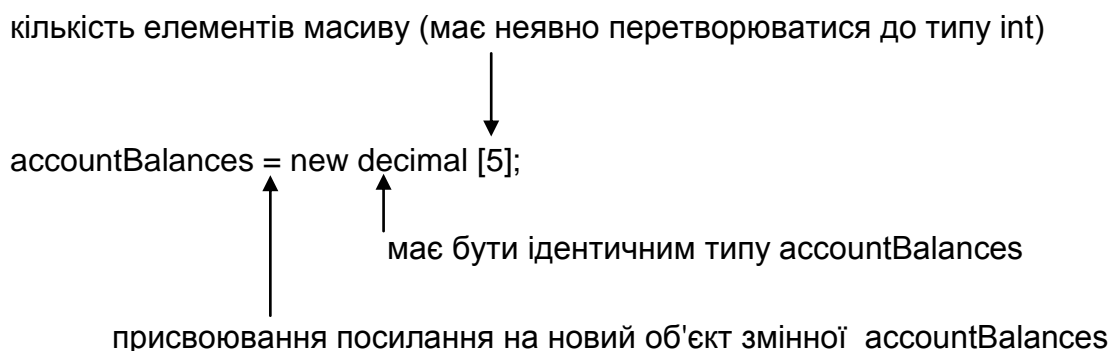 кількість елементів масиву (має неявно перетворюватися до типу int)
accountBalances = new decimal [5];
має бути ідентичним типу accountBalances
присвоювання посилання на новий об'єкт змінної accountBalances